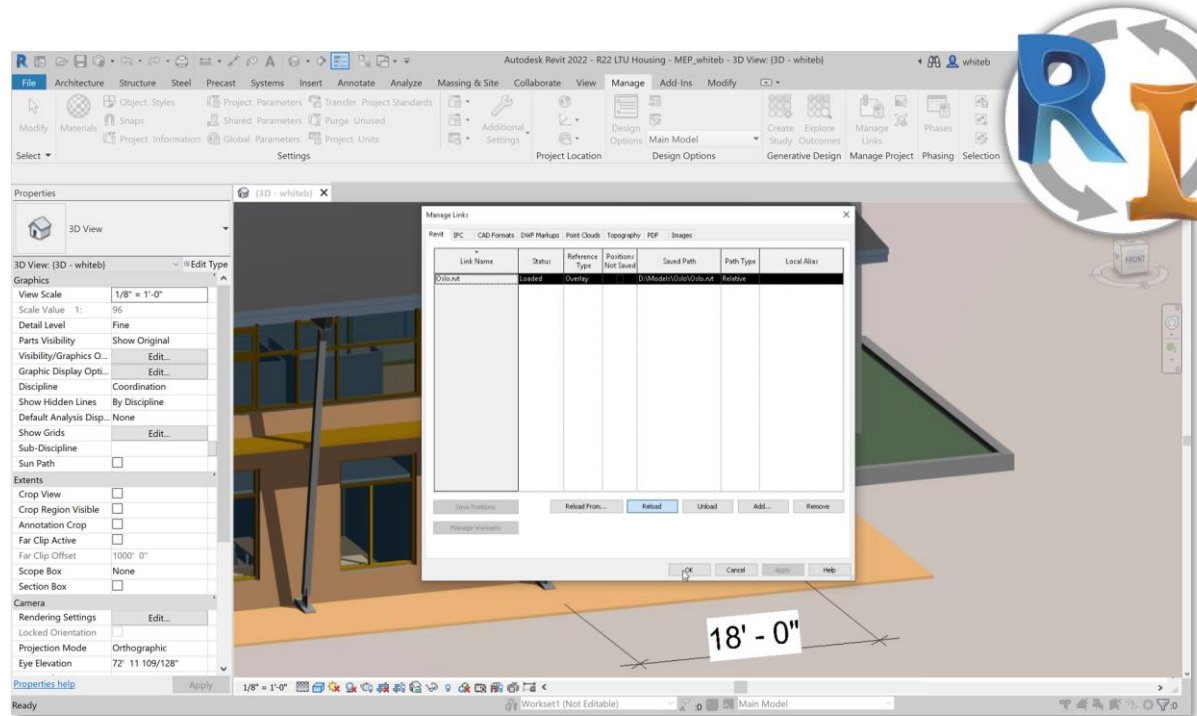 Autodesk Revit 2022 - R22 LTU Housing - MEP_whiteb - 3D View: {3D - whiteb}
whiteb
File Architecture Structure Steel Precast Systems Insert Annotate Analyze Massing & Site Collaborate View Manage Add-Ins Modify
Object Styles Project Parameters Transfer Project Standards
Snaps Shared Parameters Purge Unused
Project Information Global Parameters Project Units
Modify Materials Additional Settings Design Options Main Model Create Study Explore Outcomes Manage Links Phases
Select Settings Project Location Design Options Generative Design Manage Project Phasing Selection
Properties
{3D - whiteb}
3D View
3D View: {3D - whiteb} Edit Type
Graphics
View Scale 1/8" = 1'-0"
Scale Value 1: 96
Detail Level Fine
Parts Visibility Show Original
Visibility/Graphics O... Edit...
Graphic Display Opti... Edit...
Discipline Coordination
Show Hidden Lines By Discipline
Default Analysis Disp... None
Show Grids Edit...
Sub-Discipline
Sun Path
Extents
Crop View
Crop Region Visible
Annotation Crop
Far Clip Active
Far Clip Offset 1000' 0"
Scope Box None
Section Box
Camera
Rendering Settings Edit...
Locked Orientation
Projection Mode Orthographic
Eye Elevation 72' 11 109/128"
Properties help Apply
Manage Links
Revit IFC CAD Formats DWF Markups Point Clouds Topography PDF Images
Link Name Status Reference Type Positions Not Saved Saved Path Path Type Local Alias
Oslo.rvt Loaded Overlay D:\Models\Oslo\Oslo.rvt Relative
Save Positions Reload From... Reload Unload Add... Remove
Manage Worksets
OK Cancel Apply Help
FRONT
18' - 0"
1/8" = 1'-0"
Ready
Workset1 (Not Editable) :0 Main Model :0
R I